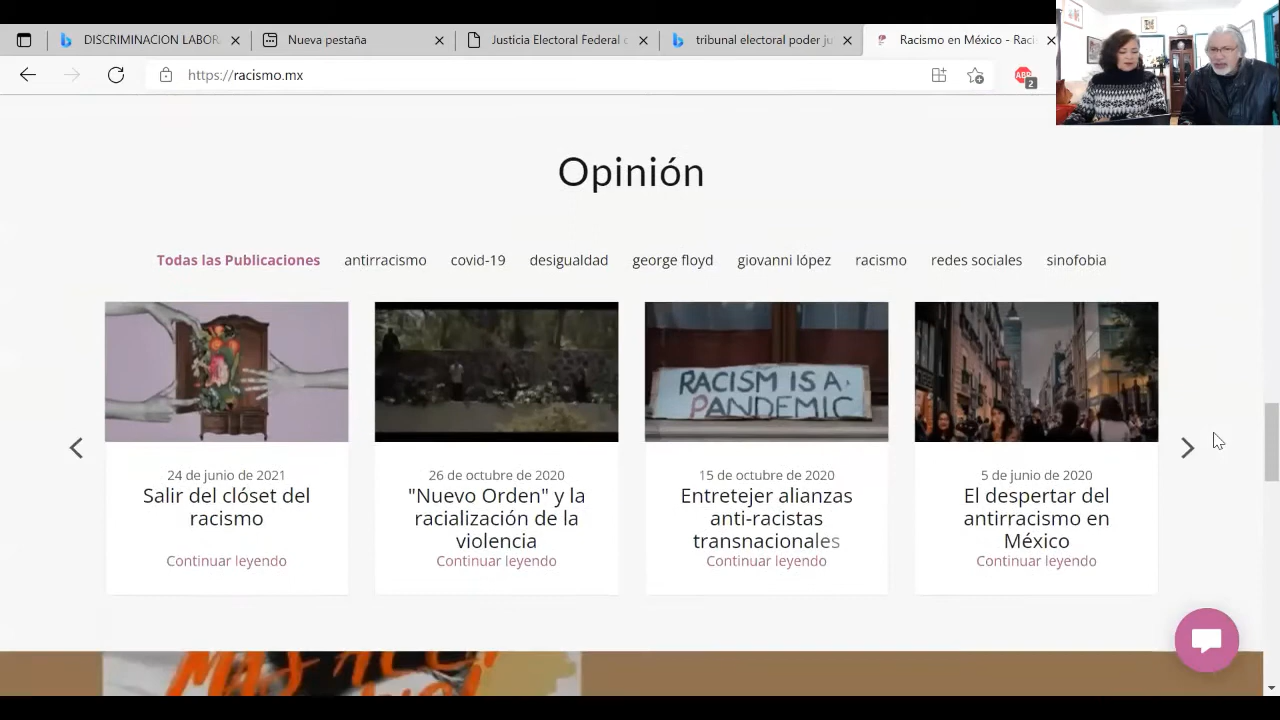 DISCRIMINACION LABOR
Nueva pestaña
Justicia Electoral Federal
tribunal electoral poder ju
Racismo en México - Raci
https://racismo.mx
ABP
2
Opinión
Todas las Publicaciones antirracismo covid-19 desigualdad george floyd giovanni lópez racismo redes sociales sinofobia
RACISM IS A
PANDEMIC
24 de junio de 2021
Salir del clóset del
racismo
Continuar leyendo
26 de octubre de 2020
"Nuevo Orden" y la
racialización de la
violencia
Continuar leyendo
15 de octubre de 2020
Entretejer alianzas
anti-racistas
transnacionales
Continuar leyendo
5 de junio de 2020
El despertar del
antirracismo en
México
Continuar leyendo